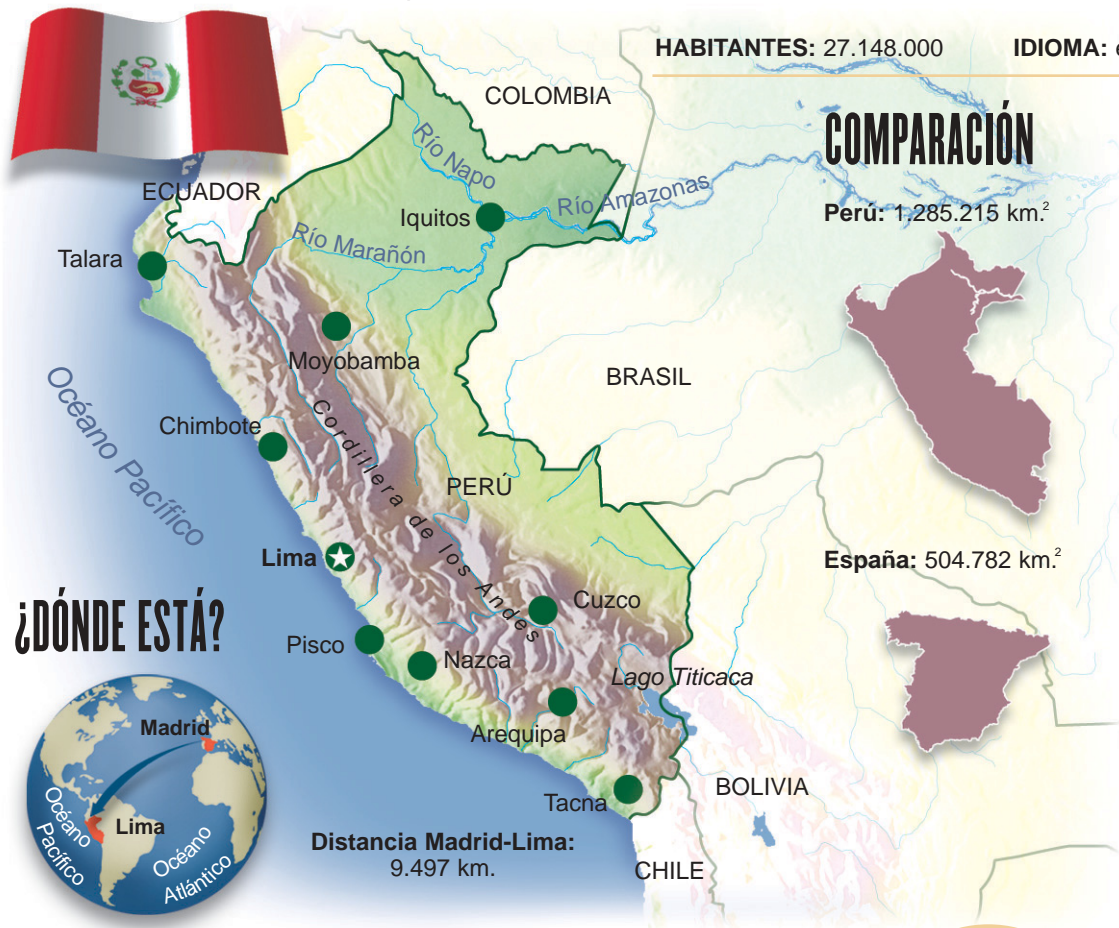 HABITANTES: 27.148.000 IDIOMA:
COLOMBIA
COMPARACIÓN
Río Napo
ECUADOR
Río Amazonas
Iquitos
Perú: 1.285.215 km.²
Río Marañón
Talara
Moyobamba
BRASIL
Océano Pacífico
Chimbote
Cordillera de los Andes
PERÚ
Lima
España: 504.782 km.²
Cuzco
¿DÓNDE ESTÁ?
Pisco
Nazca
Lago Titicaca
Madrid
Arequipa
BOLIVIA
Tacna
Océano
Pacífico
Lima
Océano
Atlántico
Distancia Madrid-Lima:
9.497 km.
CHILE